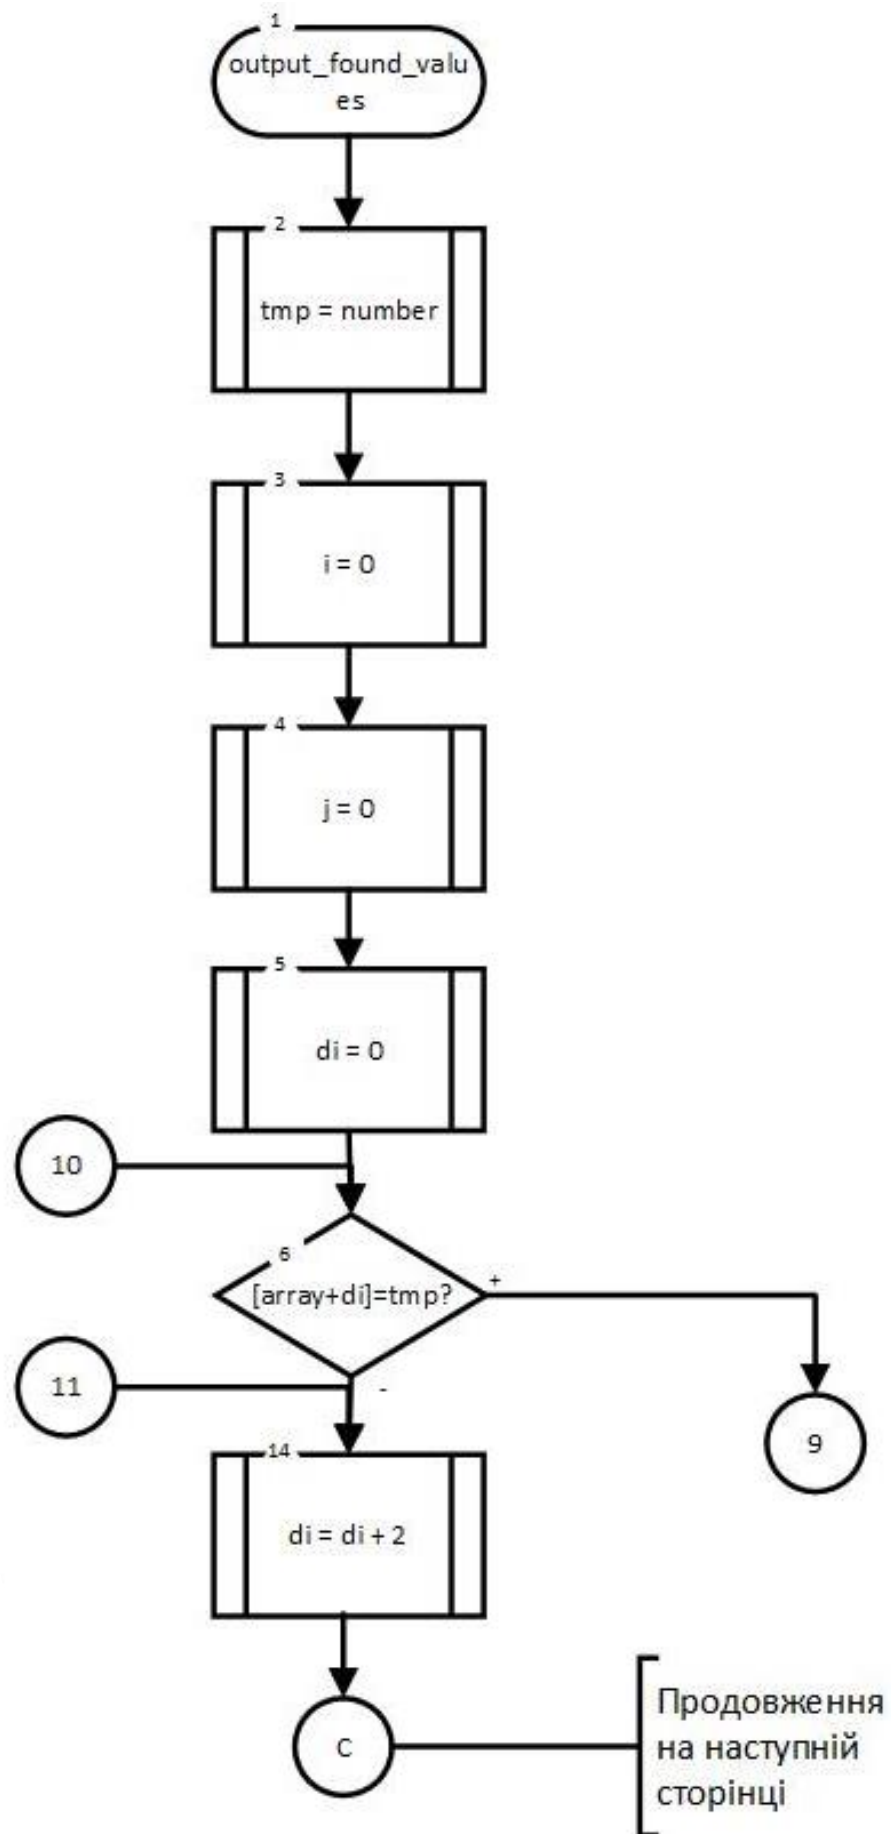 1
output_found_valu
es
2
tmp = number
3
i = 0
4
j = 0
5
di = 0
10
6
[array+di]=tmp?
+
11
-
9
14
di = di + 2
C
Продовження
на наступній
сторінці